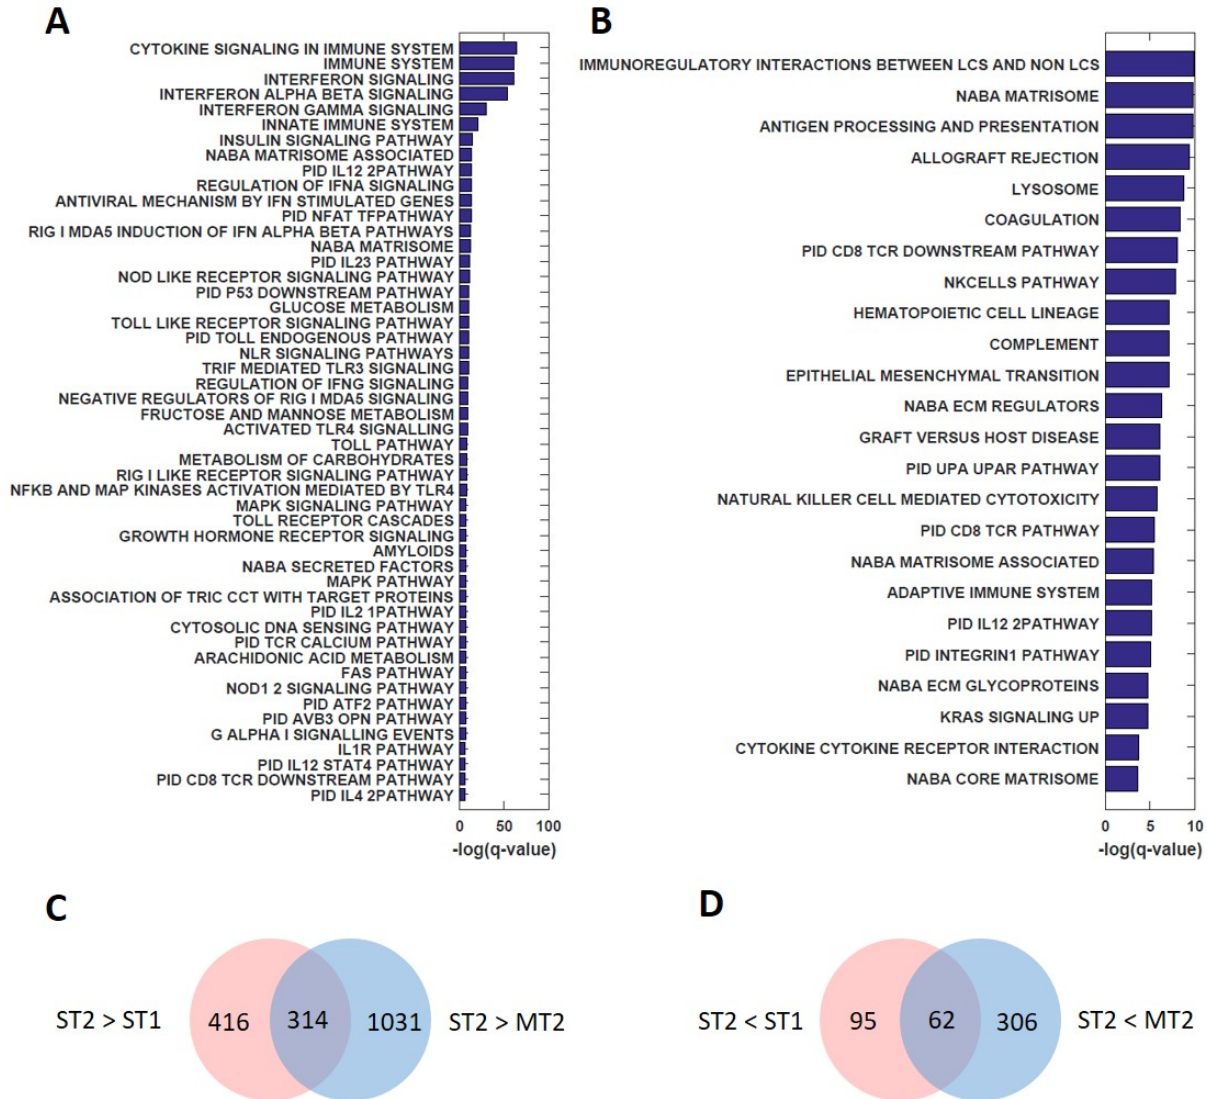 A
CYTOKINE SIGNALING IN IMMUNE SYSTEM
IMMUNE SYSTEM
INTERFERON SIGNALING
INTERFERON ALPHA BETA SIGNALING
INTERFERON GAMMA SIGNALING
INNATE IMMUNE SYSTEM
INSULIN SIGNALING PATHWAY
NABA MATRISOME ASSOCIATED
PID IL12 2PATHWAY
REGULATION OF IFNA SIGNALING
ANTIVIRAL MECHANISM BY IFN STIMULATED GENES
PID NFAT TFPATHWAY
RIG I MDA5 INDUCTION OF IFN ALPHA BETA PATHWAYS
NABA MATRISOME
PID IL23 PATHWAY
NOD LIKE RECEPTOR SIGNALING PATHWAY
PID P53 DOWNSTREAM PATHWAY
GLUCOSE METABOLISM
TOLL LIKE RECEPTOR SIGNALING PATHWAY
PID TOLL ENDOGENOUS PATHWAY
NLR SIGNALING PATHWAYS
TRIF MEDIATED TLR3 SIGNALING
REGULATION OF IFNG SIGNALING
NEGATIVE REGULATORS OF RIG I MDA5 SIGNALING
FRUCTOSE AND MANNOSE METABOLISM
ACTIVATED TLR4 SIGNALLING
TOLL PATHWAY
METABOLISM OF CARBOHYDRATES
RIG I LIKE RECEPTOR SIGNALING PATHWAY
NFKB AND MAP KINASES ACTIVATION MEDIATED BY TLR4
MAPK SIGNALING PATHWAY
TOLL RECEPTOR CASCADES
GROWTH HORMONE RECEPTOR SIGNALING
AMYLOIDS
NABA SECRETED FACTORS
MAPK PATHWAY
ASSOCIATION OF TRIC CCT WITH TARGET PROTEINS
PID IL2 1PATHWAY
CYTOSOLIC DNA SENSING PATHWAY
PID TCR CALCIUM PATHWAY
ARACHIDONIC ACID METABOLISM
FAS PATHWAY
NOD1 2 SIGNALING PATHWAY
PID ATF2 PATHWAY
PID AVB3 OPN PATHWAY
G ALPHA I SIGNALLING EVENTS
IL1R PATHWAY
PID IL12 STAT4 PATHWAY
PID CD8 TCR DOWNSTREAM PATHWAY
PID IL4 2PATHWAY
0 50 100
-log(q-value)
B
IMMUNOREGULATORY INTERACTIONS BETWEEN LCS AND NON LCS
NABA MATRISOME
ANTIGEN PROCESSING AND PRESENTATION
ALLOGRAFT REJECTION
LYSOSOME
COAGULATION
PID CD8 TCR DOWNSTREAM PATHWAY
NKCELLS PATHWAY
HEMATOPOIETIC CELL LINEAGE
COMPLEMENT
EPITHELIAL MESENCHYMAL TRANSITION
NABA ECM REGULATORS
GRAFT VERSUS HOST DISEASE
PID UPA UPAR PATHWAY
NATURAL KILLER CELL MEDIATED CYTOTOXICITY
PID CD8 TCR PATHWAY
NABA MATRISOME ASSOCIATED
ADAPTIVE IMMUNE SYSTEM
PID IL12 2PATHWAY
PID INTEGRIN1 PATHWAY
NABA ECM GLYCOPROTEINS
KRAS SIGNALING UP
CYTOKINE CYTOKINE RECEPTOR INTERACTION
NABA CORE MATRISOME
0 5 10
-log(q-value)
C
ST2 > ST1 416 314 1031 ST2 > MT2
D
ST2 < ST1 95 62 306 ST2 < MT2